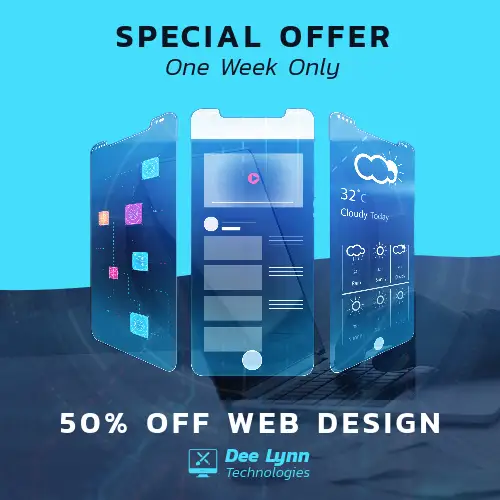 SPECIAL OFFER
One Week Only
32°c
Cloudy Today
50% OFF WEB DESIGN
Dee Lynn
Technologies